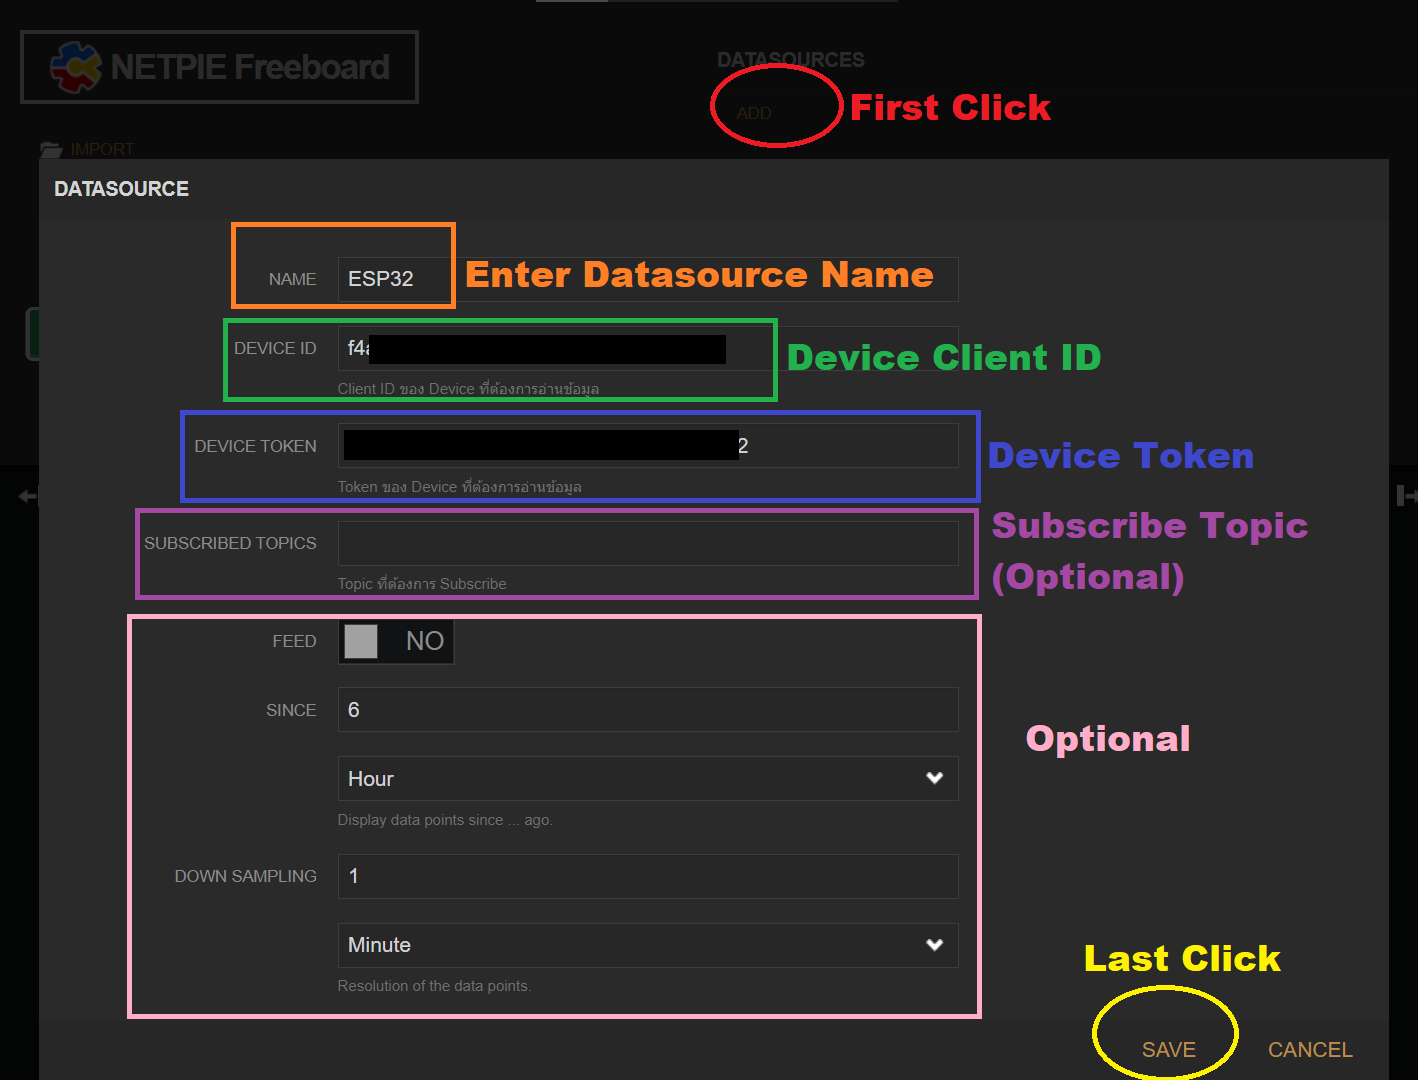 NETPIE Freeboard
DATASOURCES
ADD
First Click
IMPORT
DATASOURCE
NAME
ESP32
Enter Datasource Name
DEVICE ID
f4
Device Client ID
Client ID ของ Device ที่ต้องการอ่านข้อมูล
DEVICE TOKEN
2
Device Token
Token ของ Device ที่ต้องการอ่านข้อมูล
SUBSCRIBED TOPICS
Subscribe Topic
(Optional)
Topic ที่ต้องการ Subscribe
FEED
NO
SINCE
6
Optional
Hour
Display data points since ... ago.
DOWN SAMPLING
1
Minute
Resolution of the data points.
Last Click
SAVE
CANCEL